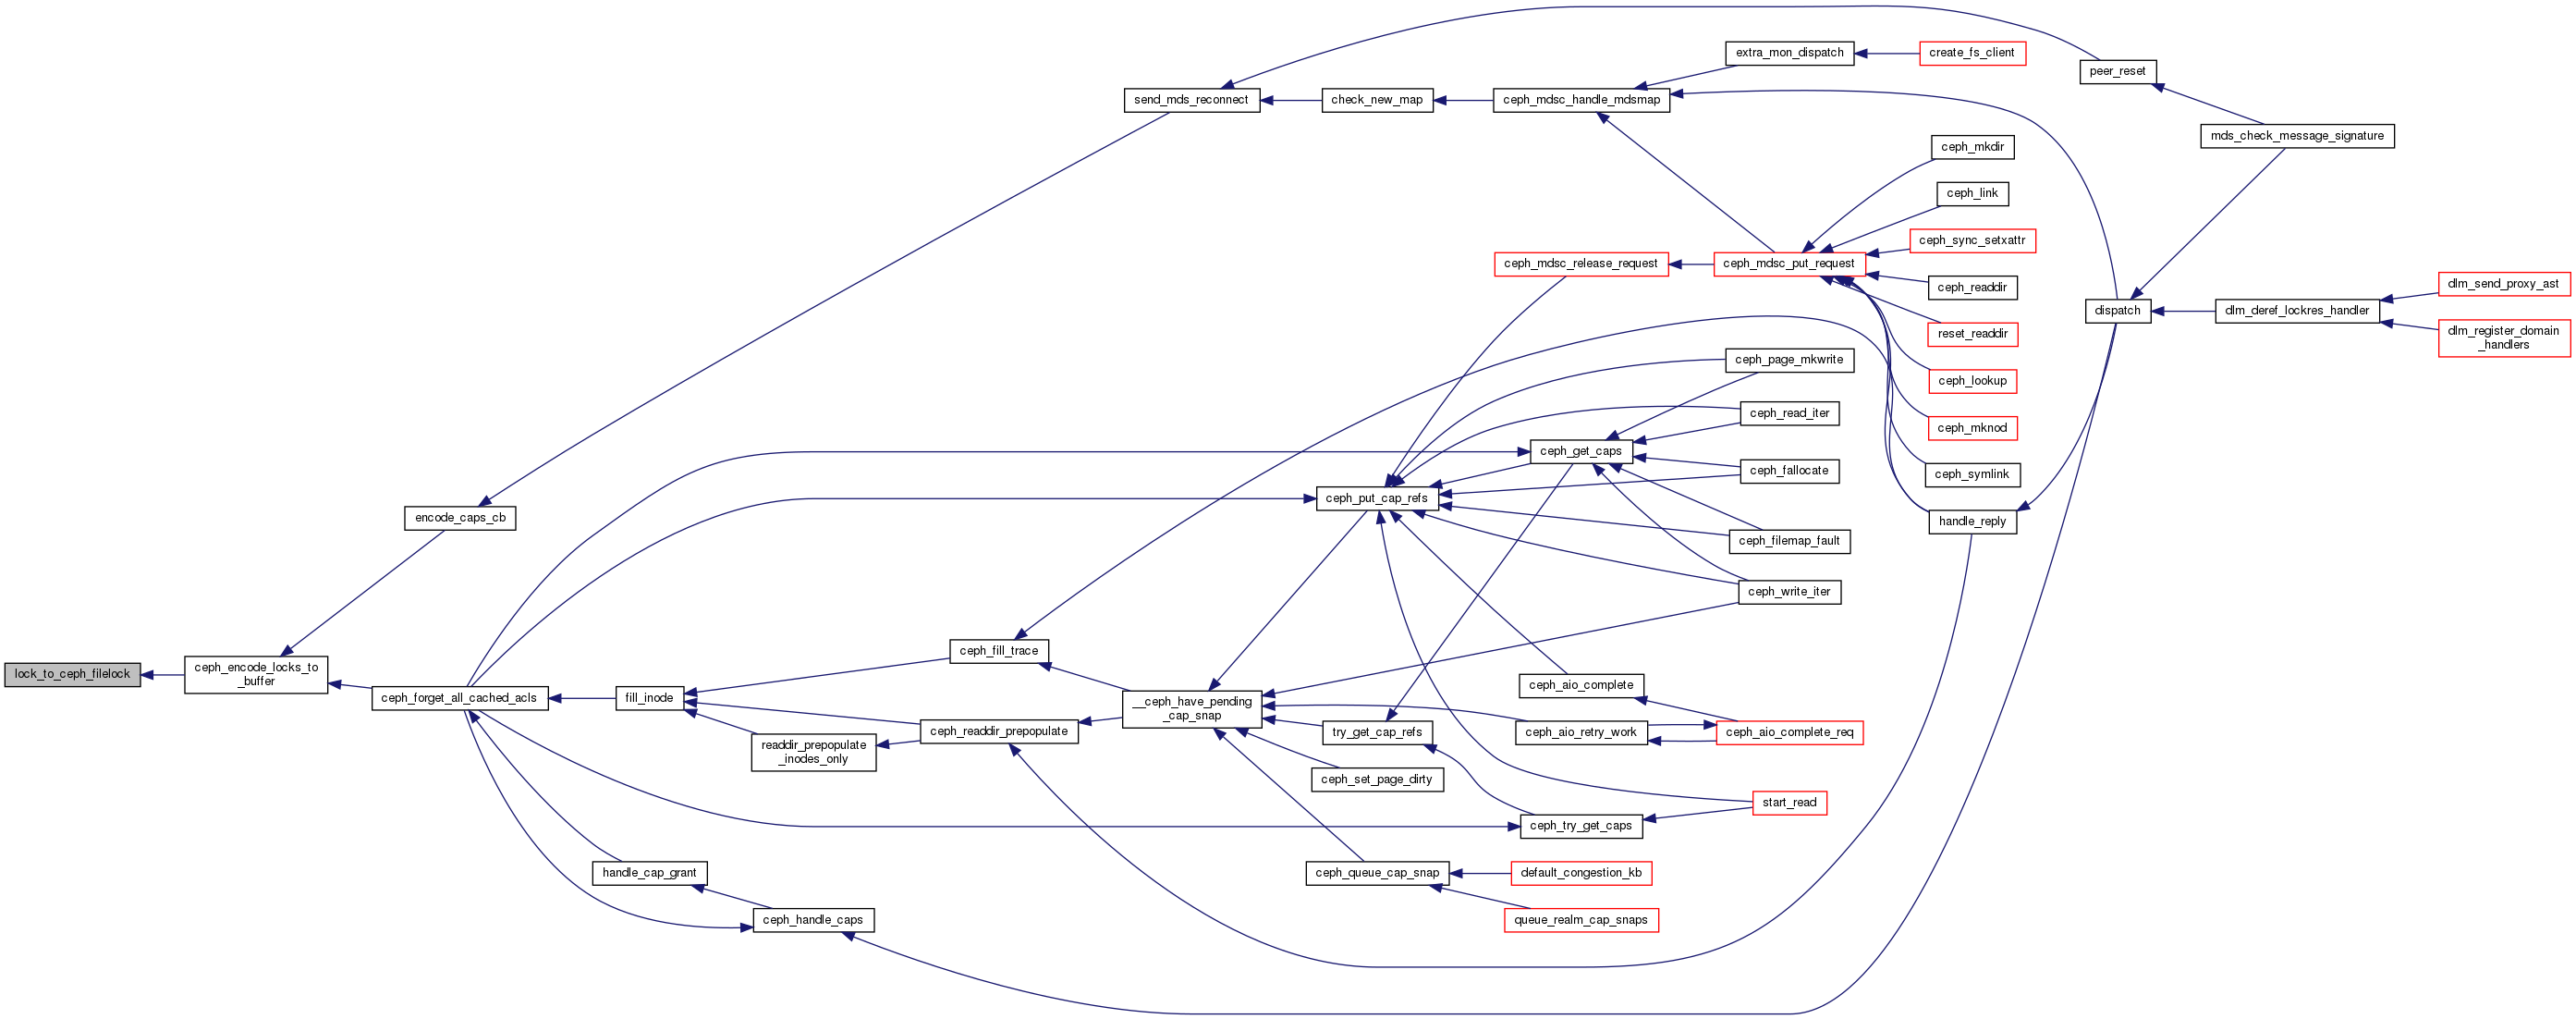 lock_to_ceph_filelock
ceph_encode_locks_to
_buffer
encode_caps_cb
ceph_forget_all_cached_acls
send_mds_reconnect
check_new_map
ceph_mdsc_handle_mdsmap
extra_mon_dispatch
create_fs_client
peer_reset
mds_check_message_signature
ceph_mdsc_release_request
ceph_mdsc_put_request
ceph_mkdir
ceph_link
ceph_sync_setxattr
ceph_readdir
reset_readdir
ceph_lookup
ceph_mknod
ceph_symlink
handle_reply
dispatch
dlm_deref_lockres_handler
dlm_send_proxy_ast
dlm_register_domain
_handlers
ceph_page_mkwrite
ceph_read_iter
ceph_get_caps
ceph_fallocate
ceph_put_cap_refs
ceph_filemap_fault
ceph_write_iter
fill_inode
ceph_fill_trace
readdir_prepopulate
_inodes_only
ceph_readdir_prepopulate
__ceph_have_pending
_cap_snap
ceph_aio_complete
try_get_cap_refs
ceph_aio_retry_work
ceph_aio_complete_req
ceph_set_page_dirty
start_read
ceph_try_get_caps
handle_cap_grant
ceph_handle_caps
ceph_queue_cap_snap
default_congestion_kb
queue_realm_cap_snaps